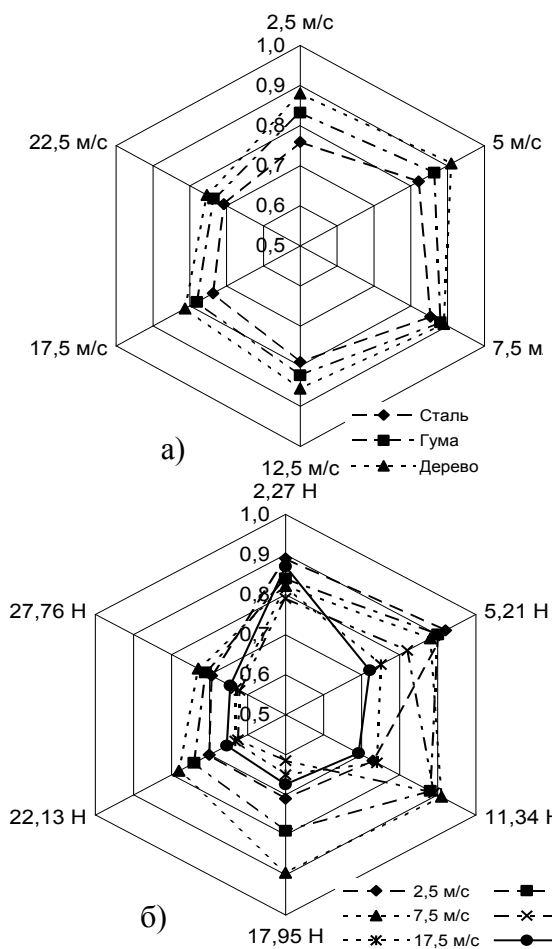 2,5 м/с
1,0
0,9
0,8
0,7
0,6
0,5
22,5 м/с
5 м/с
17,5 м/с
7,5 м/
12,5 м/с
Сталь
Гума
Дерево
а)
2,27 Н
1,0
0,9
0,8
0,7
0,6
0,5
27,76 Н
5,21 Н
22,13 Н
11,34 Н
17,95 Н
2,5 м/с
7,5 м/с
17,5 м/с
б)